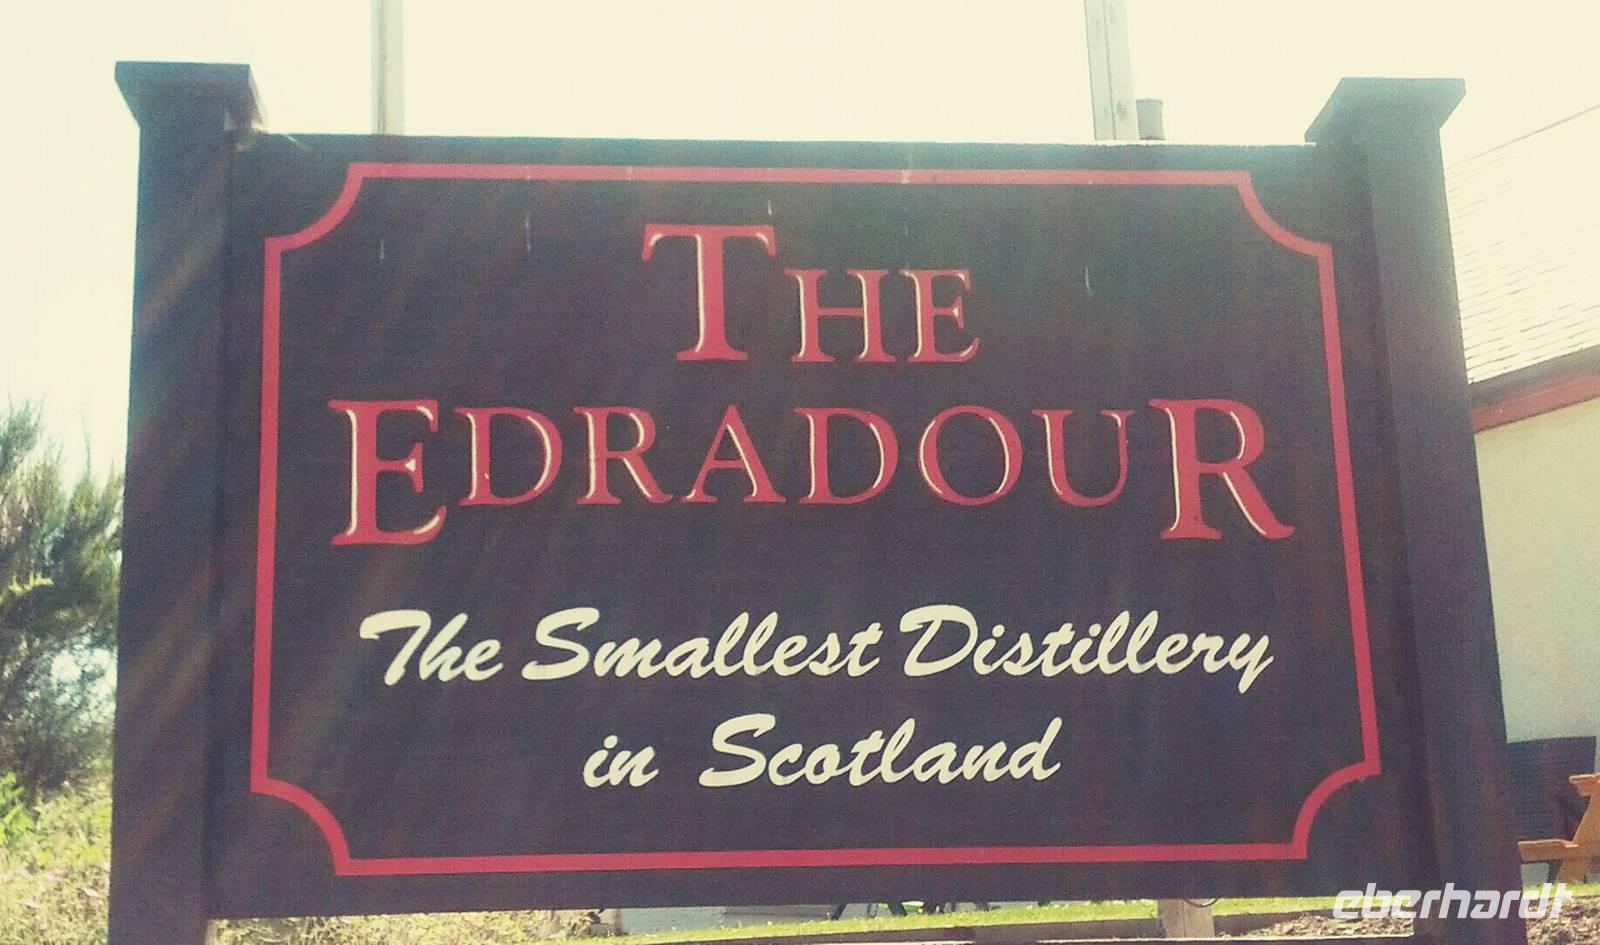 THE
EDRADOUR
The Smallest Distillery
in Scotland
eberhardt